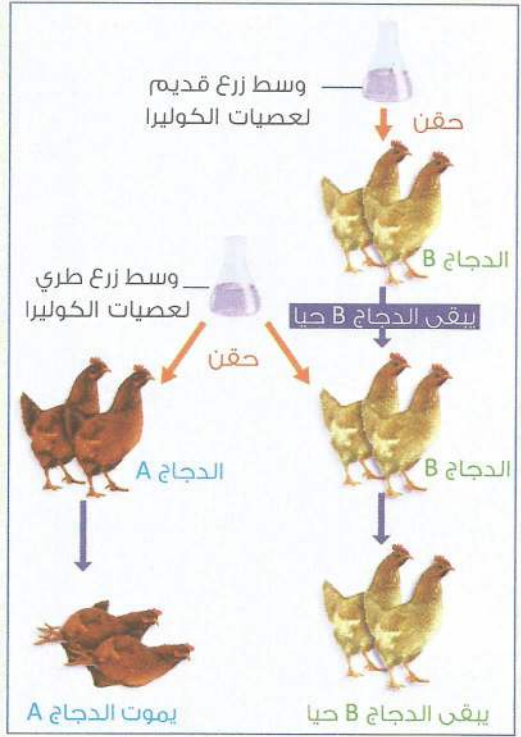 وسط زرع قديم
لعصيات الكوليرا
حقن
الدجاج B
يبقى الدجاج B حيا
وسط زرع طري
لعصيات الكوليرا
حقن
الدجاج A
الدجاج B
يموت الدجاج A
يبقى الدجاج B حيا